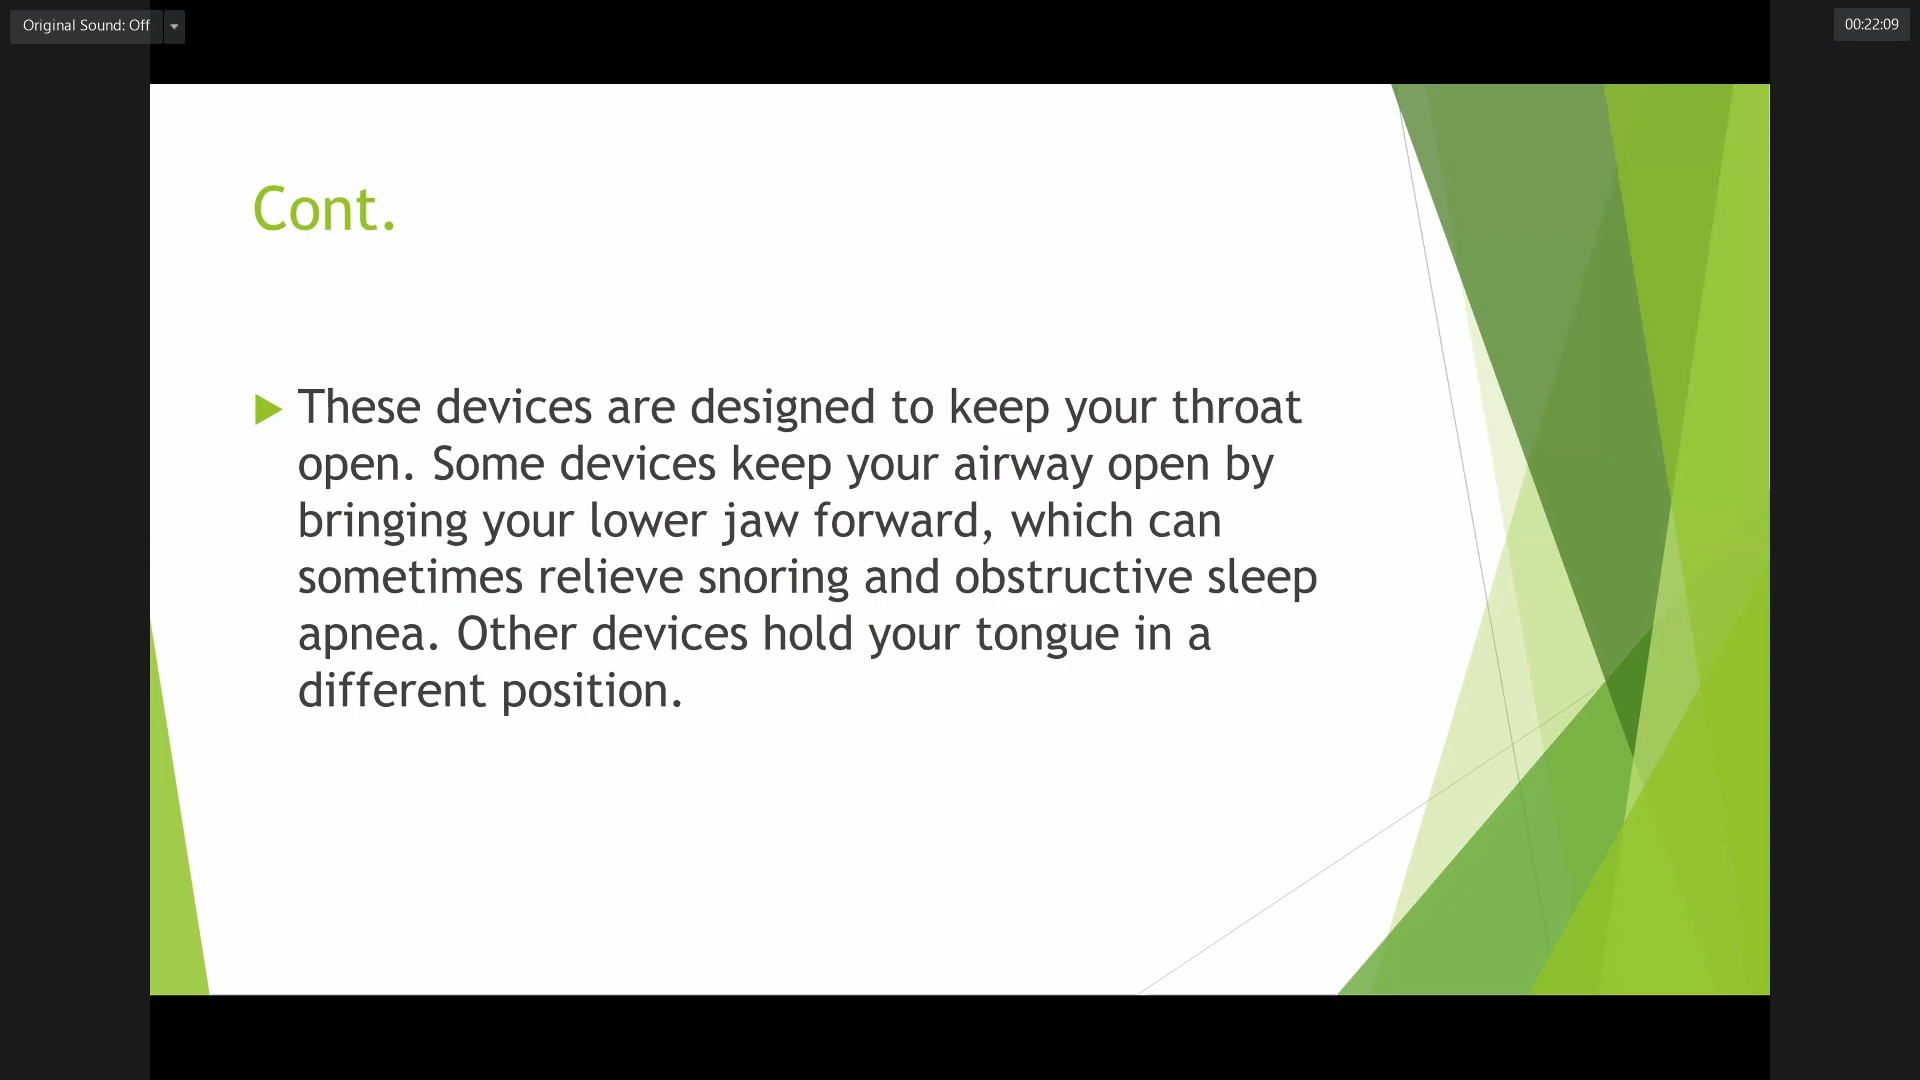 Original Sound: Off
00:22:09
Cont.
These devices are designed to keep your throat
open. Some devices keep your airway open by
bringing your lower jaw forward, which can
sometimes relieve snoring and obstructive sleep
apnea. Other devices hold your tongue in a
different position.